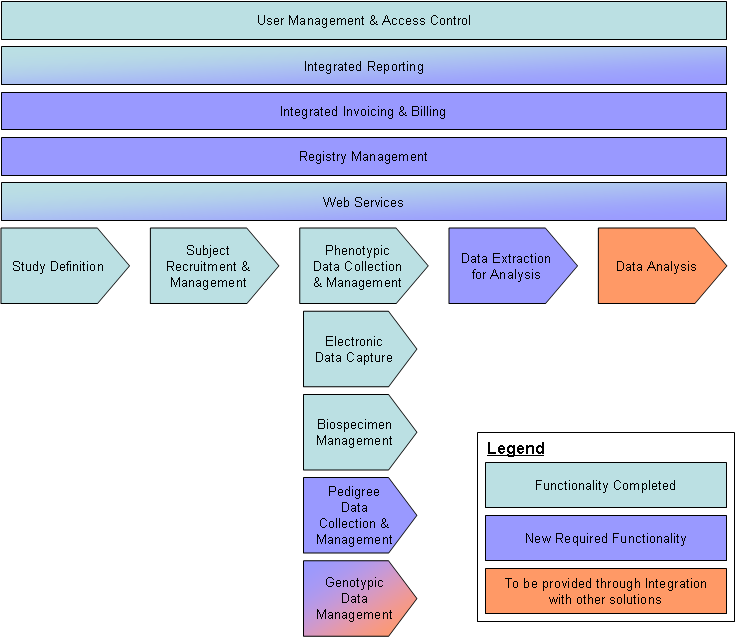 User Management & Access Control
Integrated Reporting
Integrated Invoicing & Billing
Registry Management
Web Services
Study Definition
Subject
Recruitment &
Management
Phenotypic
Data Collection
& Management
Data Extraction
for Analysis
Data Analysis
Electronic
Data Capture
Biospecimen
Management
Pedigree
Data
Collection &
Management
Genotypic
Data
Management
Legend
Functionality Completed
New Required Functionality
To be provided through Integration
with other solutions